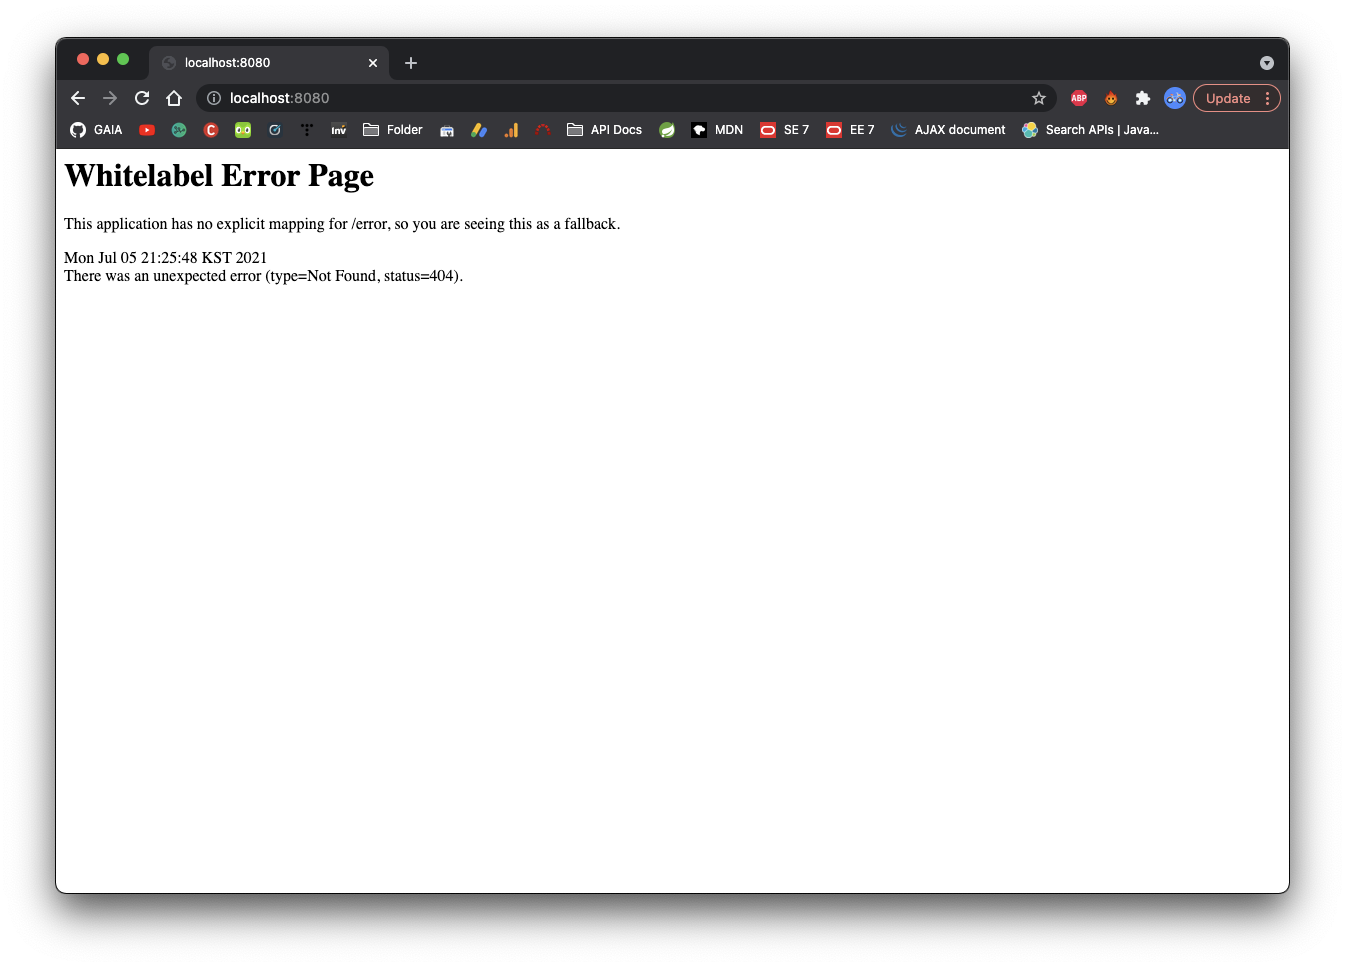 localhost:8080
localhost:8080
ABP
Update
GAIA
C
inv
Folder
API Docs
MDN
SE 7
EE 7
AJAX document
Search APIs | Java...
Whitelabel Error Page
This application has no explicit mapping for /error, so you are seeing this as a fallback.
Mon Jul 05 21:25:48 KST 2021
There was an unexpected error (type=Not Found, status=404).